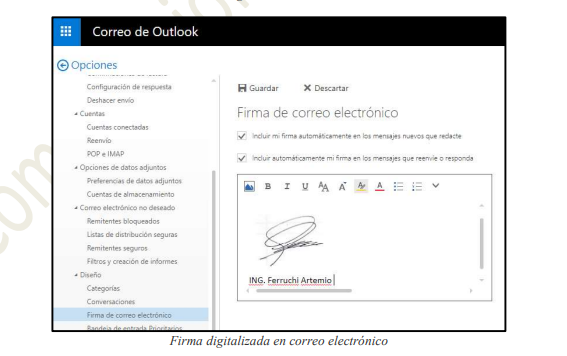 Correo de Outlook
Opciones
Configuración de respuesta
Deshacer envío
Cuentas
Cuentas conectadas
Reenvío
POP e IMAP
Opciones de datos adjuntos
Preferencias de datos adjuntos
Cuentas de almacenamiento
Correo electrónico no deseado
Remitentes bloqueados
Listas de distribución seguras
Remitentes seguros
Filtros y creación de informes
Diseño
Categorías
Conversaciones
Firma de correo electrónico
Bandeja de entrada Prioritarios
Guardar
Descartar
Firma de correo electrónico
Incluir mi firma automáticamente en los mensajes nuevos que redacte
Incluir automáticamente mi firma en los mensajes que reenvíe o responda
B I U AA A A
ING. Ferruchi Artemio
Firma digitalizada en correo electrónico